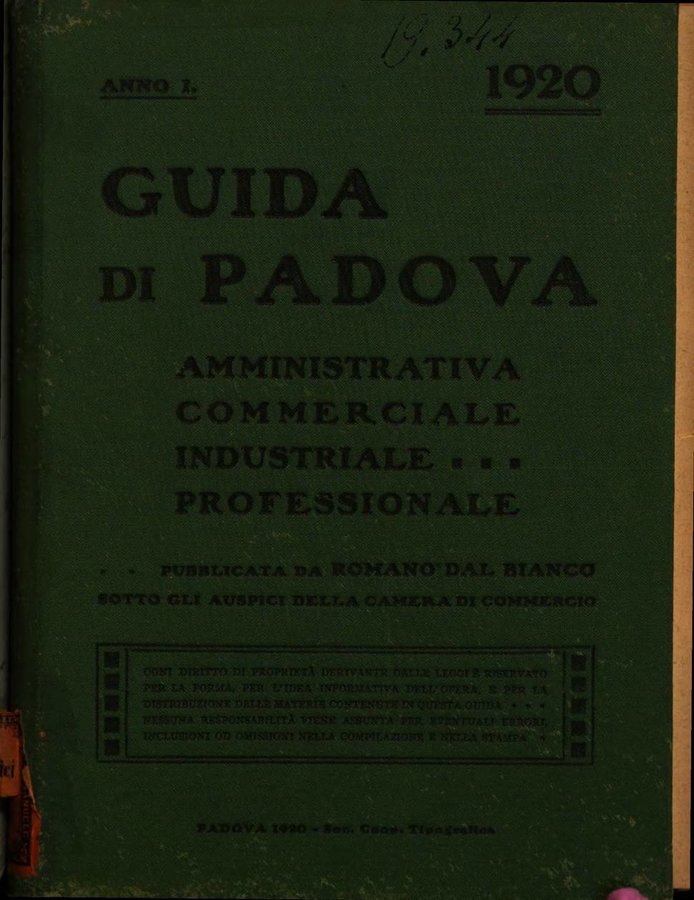 19.344
ANNO I.
1920
GUIDA
DI PADOVA
AMMINISTRATIVA
COMMERCIALE
INDUSTRIALE
PROFESSIONALE
PUBBLICATA DA ROMANO DAL BIANCO
SOTTO GLI AUSPICI DELLA CAMERA DI COMMERCIO
OGNI DIRITTO DI PROPRIETÀ DERIVANTE DALLE LEGGI È RISERVATO
PER LA FORMA, PER L'IDEA INFORMATIVA DELL'OPERA, E PER LA
DISTRIBUZIONE DELLE MATERIE CONTENUTE IN QUESTA GUIDA
NESSUNA RESPONSABILITÀ VIENE ASSUNTA PER EVENTUALI ERRORI,
INCLUSIONI OD OMISSIONI NELLA COMPILAZIONE E NELLA STAMPA
PADOVA 1920 - Soc. Coop. Tipografica
ici